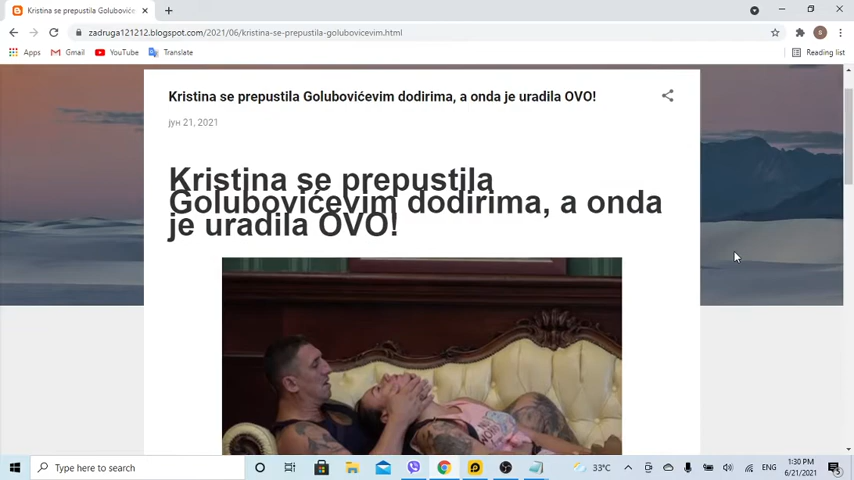 Kristina se prepustila Goluboviće
zadruga121212.blogspot.com/2021/06/kristina-se-prepustila-golubovicevim.html
Apps
Gmail
YouTube
Translate
Reading list
Kristina se prepustila Golubovićevim dodirima, a onda je uradila OVO!
јун 21, 2021
Kristina se prepustila
Golubovićevim dodirima, a onda
je uradila OVO!
Type here to search
33°C
ENG
1:30 PM
6/21/2021